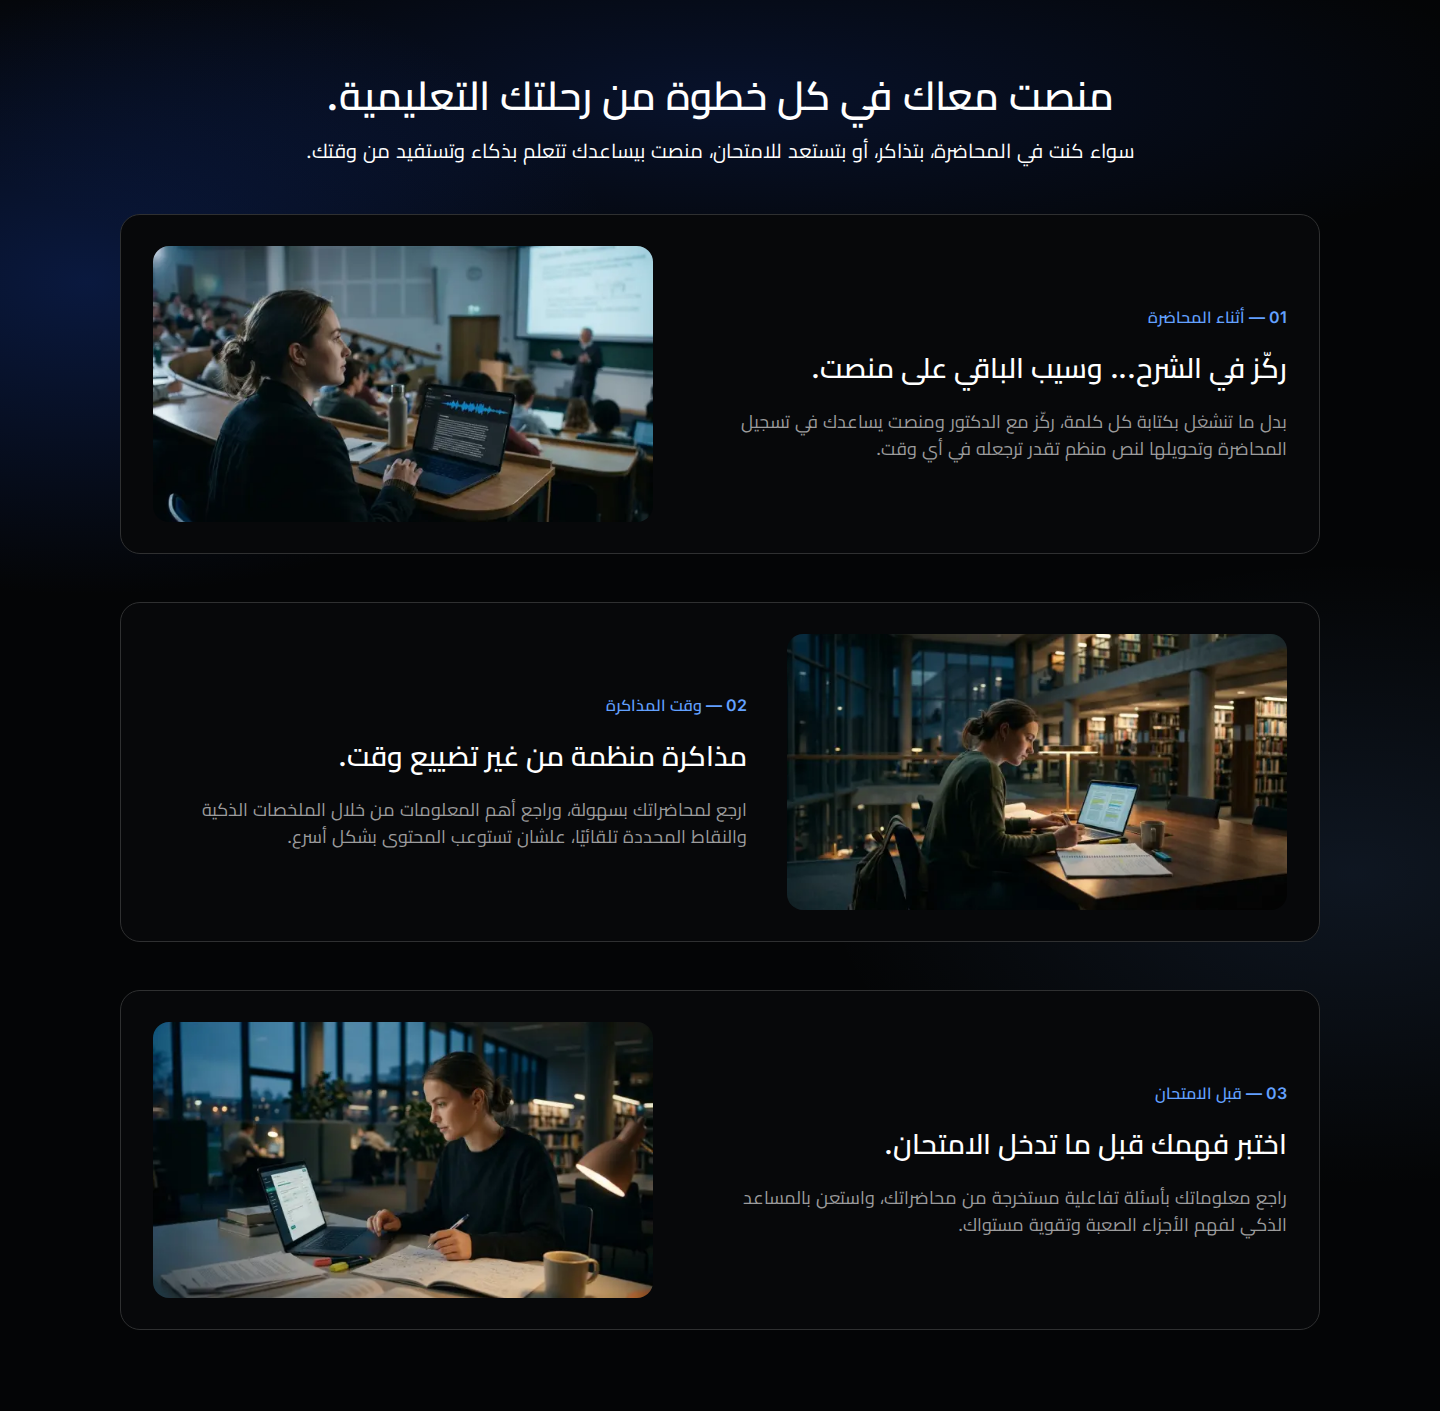 منصت معاك في كل خطوة من رحلتك التعليمية.
سواء كنت في المحاضرة، بتذاكر، أو بتستعد للامتحان، منصت بيساعدك تتعلم بذكاء وتستفيد من وقتك.
01 — أثناء المحاضرة
ركّز في الشرح... وسيب الباقي على منصت.
بدل ما تنشغل بكتابة كل كلمة، ركّز مع الدكتور ومنصت يساعدك في تسجيل
المحاضرة وتحويلها لنص منظم تقدر ترجعله في أي وقت.
02 — وقت المذاكرة
مذاكرة منظمة من غير تضييع وقت.
ارجع لمحاضراتك بسهولة، وراجع أهم المعلومات من خلال الملخصات الذكية
والنقاط المحددة تلقائيًا، علشان تستوعب المحتوى بشكل أسرع.
03 — قبل الامتحان
اختبر فهمك قبل ما تدخل الامتحان.
راجع معلوماتك بأسئلة تفاعلية مستخرجة من محاضراتك، واستعن بالمساعد
الذكي لفهم الأجزاء الصعبة وتقوية مستواك.